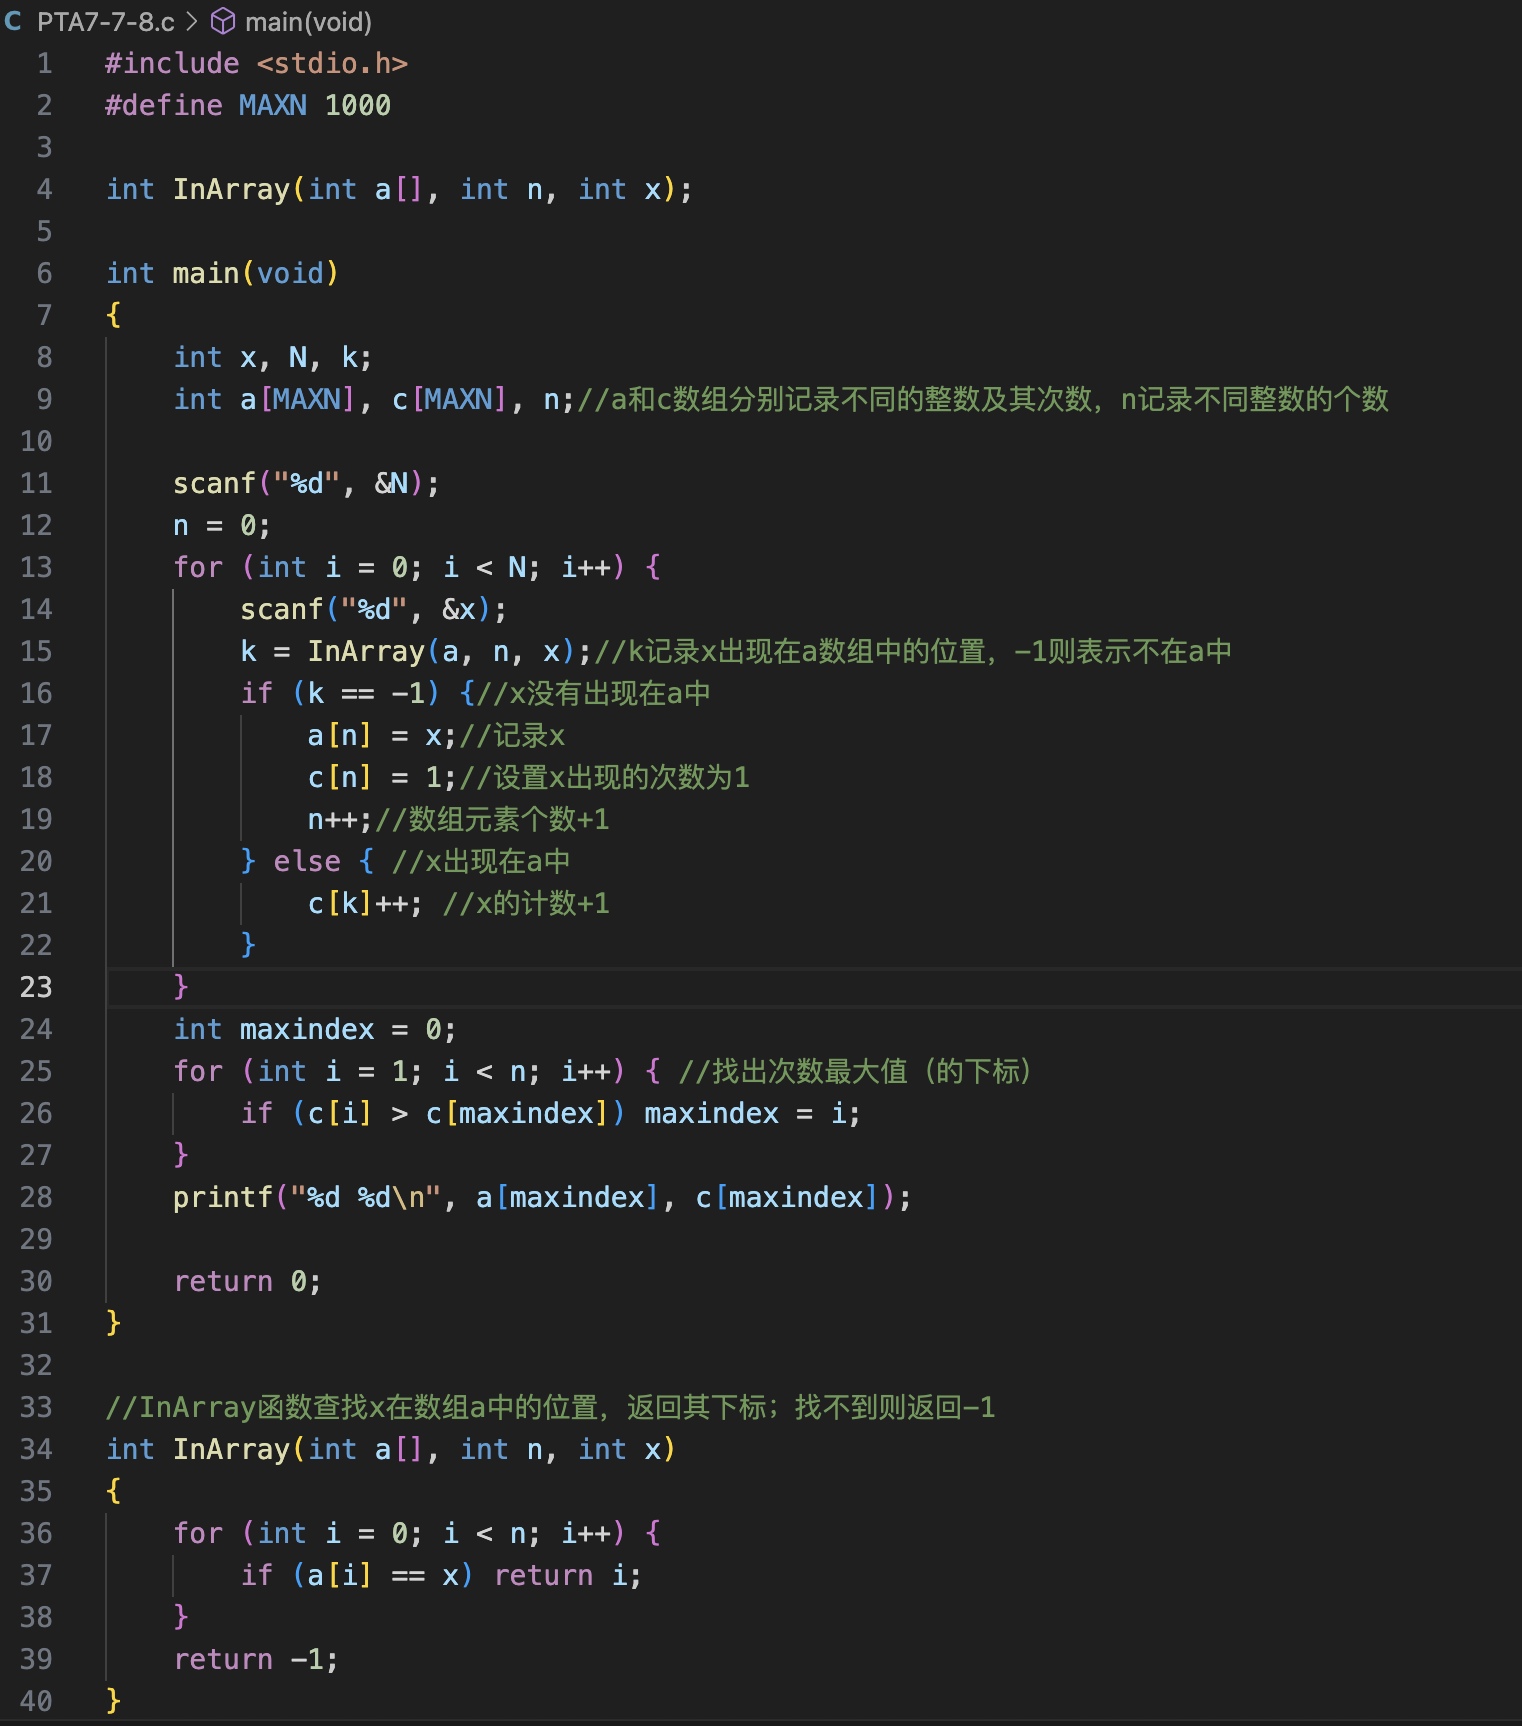 C PTA7-7-8.c > main(void)
1 #include <stdio.h>
2 #define MAXN 1000
3
4 int InArray(int a[], int n, int x);
5
6 int main(void)
7 {
8     int x, N, k;
9     int a[MAXN], c[MAXN], n;//a和c数组分别记录不同的整数及其次数，n记录不同整数的个数
10
11     scanf("%d", &N);
12     n = 0;
13     for (int i = 0; i < N; i++) {
14         scanf("%d", &x);
15         k = InArray(a, n, x);//k记录x出现在a数组中的位置，-1则表示不在a中
16         if (k == -1) {//x没有出现在a中
17             a[n] = x;//记录x
18             c[n] = 1;//设置x出现的次数为1
19             n++;//数组元素个数+1
20         } else { //x出现在a中
21             c[k]++; //x的计数+1
22         }
23     }
24     int maxindex = 0;
25     for (int i = 1; i < n; i++) { //找出次数最大值（的下标）
26         if (c[i] > c[maxindex]) maxindex = i;
27     }
28     printf("%d %d\n", a[maxindex], c[maxindex]);
29
30     return 0;
31 }
32
33 //InArray函数查找x在数组a中的位置，返回其下标；找不到则返回-1
34 int InArray(int a[], int n, int x)
35 {
36     for (int i = 0; i < n; i++) {
37         if (a[i] == x) return i;
38     }
39     return -1;
40 }